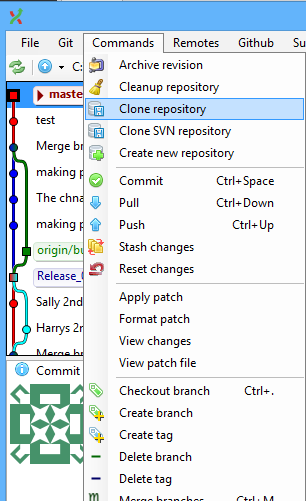 File Git Commands Remotes Github Su
C:
Archive revision
Cleanup repository
master
Clone repository
test
Clone SVN repository
Merge br
Create new repository
making p
Commit Ctrl+Space
The chna
Pull Ctrl+Down
making p
Push Ctrl+Up
origin/bu
Stash changes
Release_
Reset changes
Sally 2nd
Apply patch
Harrys 2n
Format patch
Merge bran
View changes
Commit
View patch file
Checkout branch Ctrl+.
Create branch
Create tag
Delete branch
Delete tag
Merge branches Ctrl+M